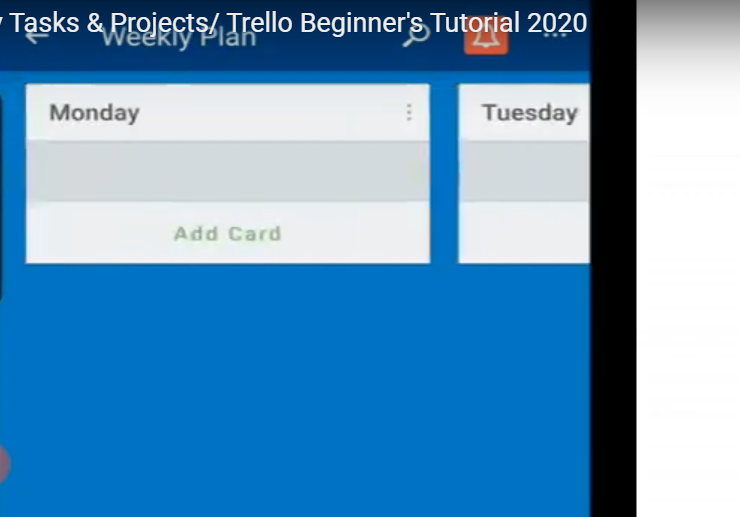 Tasks & Projects/ Trello Beginner's Tutorial 2020
Weekly Plan
Monday
Tuesday
Add Card